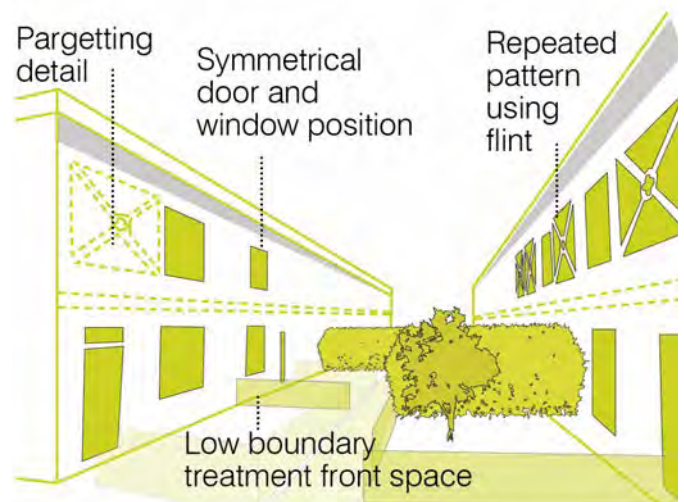 Pargetting
detail
Symmetrical
door and
window position
Repeated
pattern
using
flint
Low boundary
treatment front space